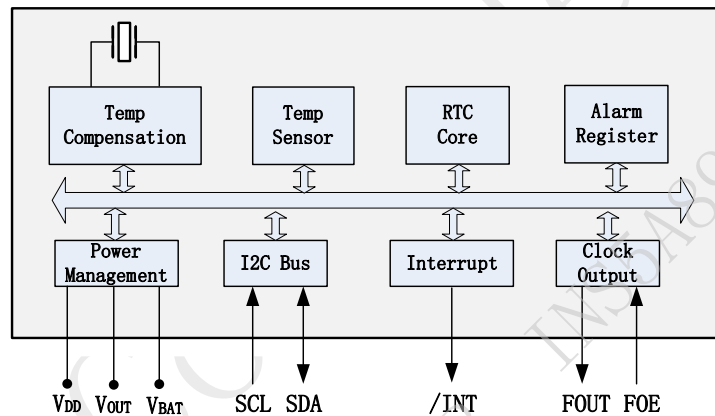 Temp
Compensation
Temp
Sensor
RTC
Core
Alarm
Register
Power
Management
I2C Bus
Interrupt
Clock
Output
VDD VOUT VBAT SCL SDA /INT FOUT FOE